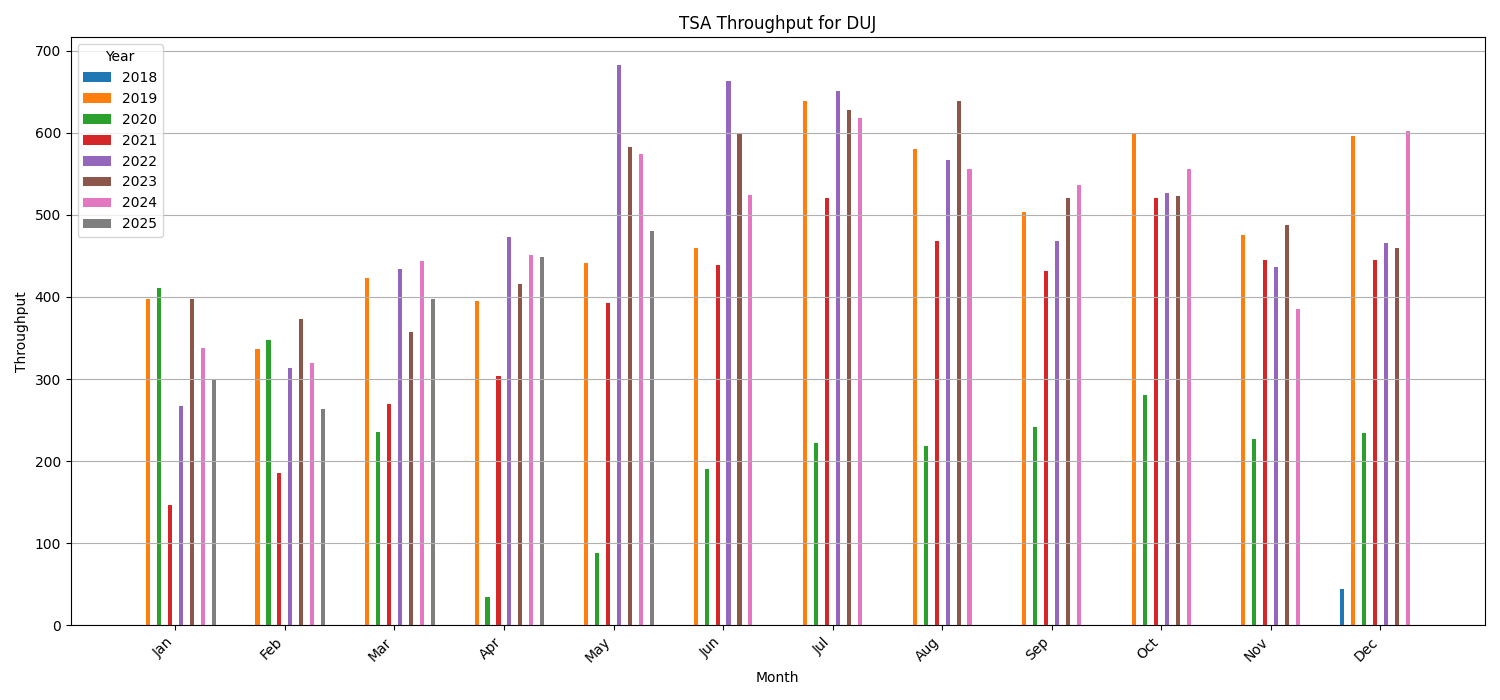 TSA Throughput for DUJ
Year
2018
2019
2020
2021
2022
2023
2024
2025
Throughput
700
600
500
400
300
200
100
0
Jan
Feb
Mar
Apr
May
Jun
Jul
Aug
Sep
Oct
Nov
Dec
Month